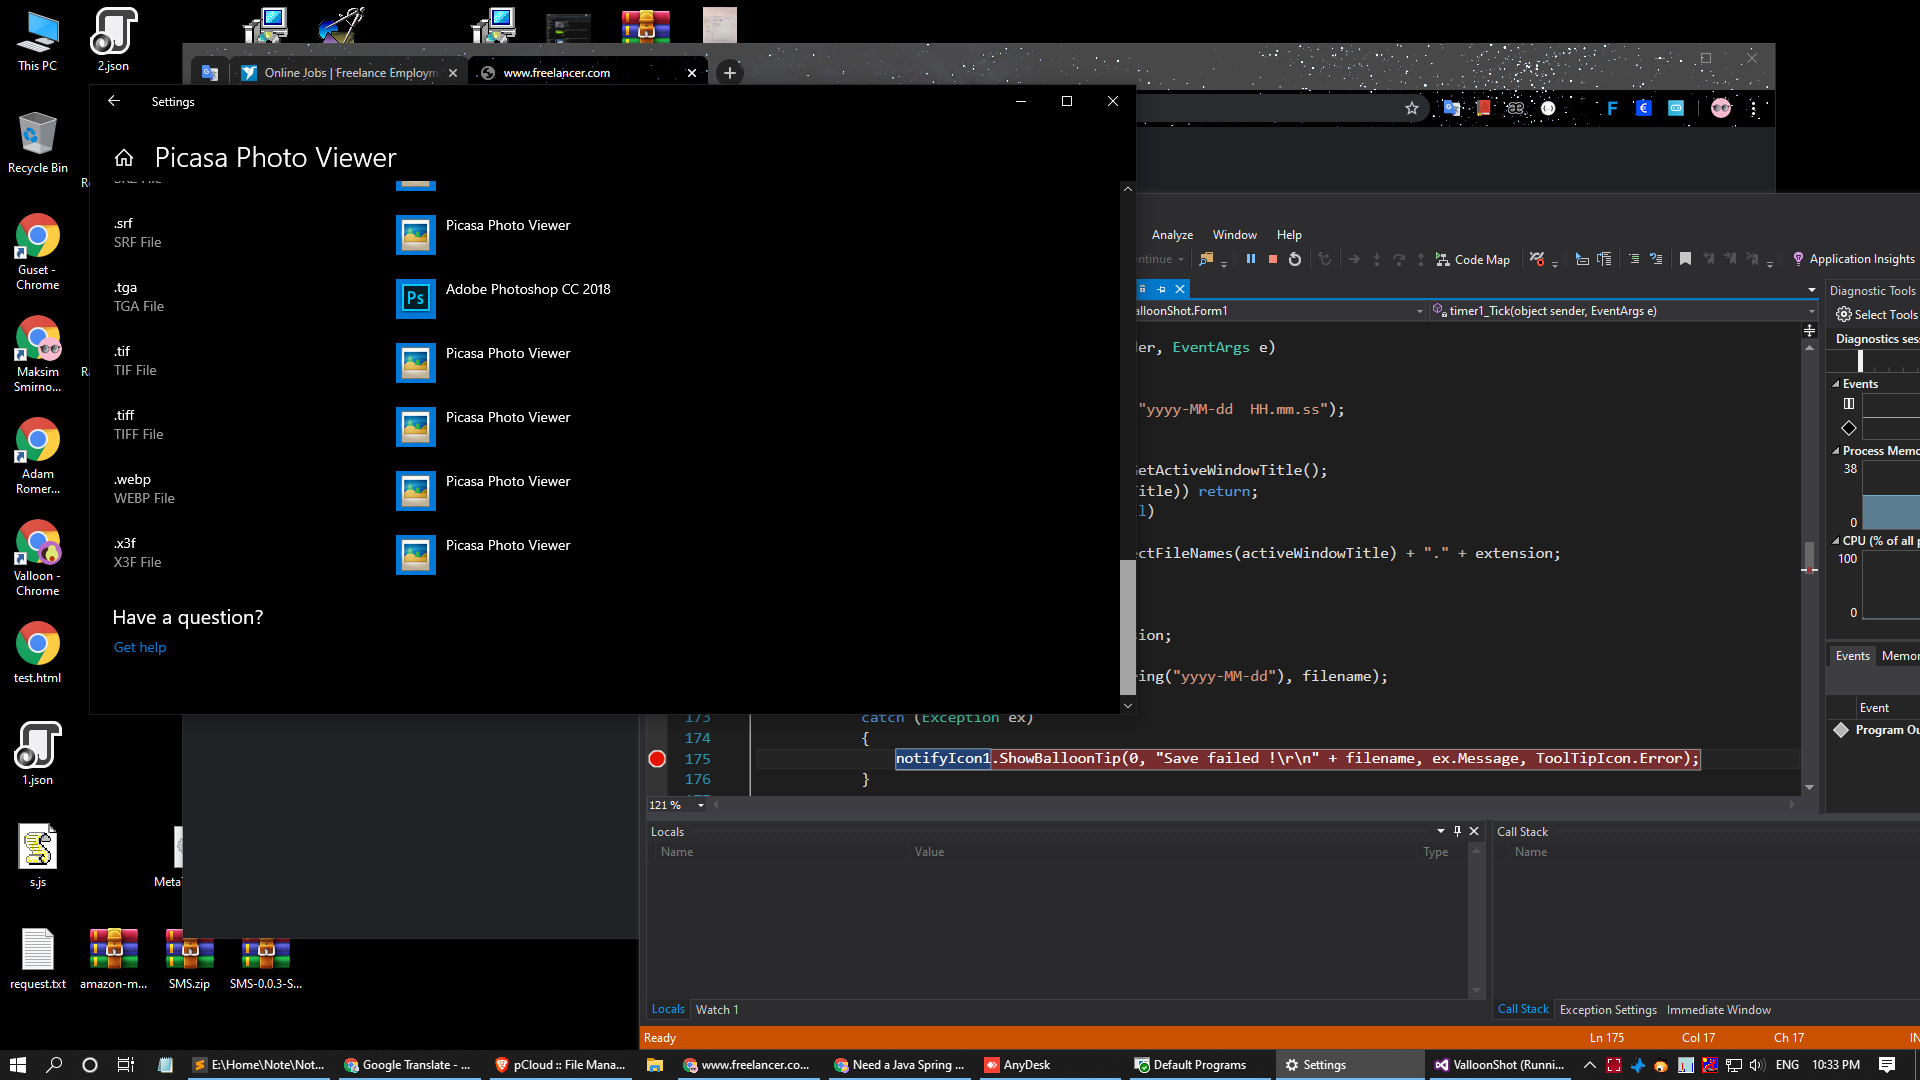 This PC
2.json
Recycle Bin
Guset -
Chrome
Maksim
Smirno...
Adam
Romer...
Valloon -
Chrome
test.html
1.json
s.js
request.txt
amazon-m...
SMS.zip
SMS-0.0.3-S...
Online Jobs | Freelance Employm
www.freelancer.com
Settings
Picasa Photo Viewer
.srf
SRF File
Picasa Photo Viewer
.tga
TGA File
Adobe Photoshop CC 2018
.tif
TIF File
Picasa Photo Viewer
.tiff
TIFF File
Picasa Photo Viewer
.webp
WEBP File
Picasa Photo Viewer
.x3f
X3F File
Picasa Photo Viewer
Have a question?
Get help
Analyze Window Help
ntinue
Code Map
Application Insights
alloonShot.Form1
timer1_Tick(object sender, EventArgs e)
der, EventArgs e)
"yyyy-MM-dd  HH.mm.ss");
etActiveWindowTitle();
itle)) return;
l)
ectFileNames(activeWindowTitle) + "." + extension;
sion;
ing("yyyy-MM-dd"), filename);
173 catch (Exception ex)
174 {
175 notifyIcon1.ShowBalloonTip(0, "Save failed !\r\n" + filename, ex.Message, ToolTipIcon.Error);
176 }
121 %
Diagnostic Tools
Select Tools
Diagnostics ses
Events
Process Memo
38
0
CPU (% of all p
100
0
Events Memor
Event
Program Ou
Locals
Name Value Type
Locals Watch 1
Call Stack
Name
Call Stack Exception Settings Immediate Window
Ready
Ln 175 Col 17 Ch 17 IN
E:\Home\Note\Not...
Google Translate - ...
pCloud :: File Mana...
www.freelancer.co...
Need a Java Spring ...
AnyDesk
Default Programs
Settings
ValloonShot (Runni...
ENG
10:33 PM